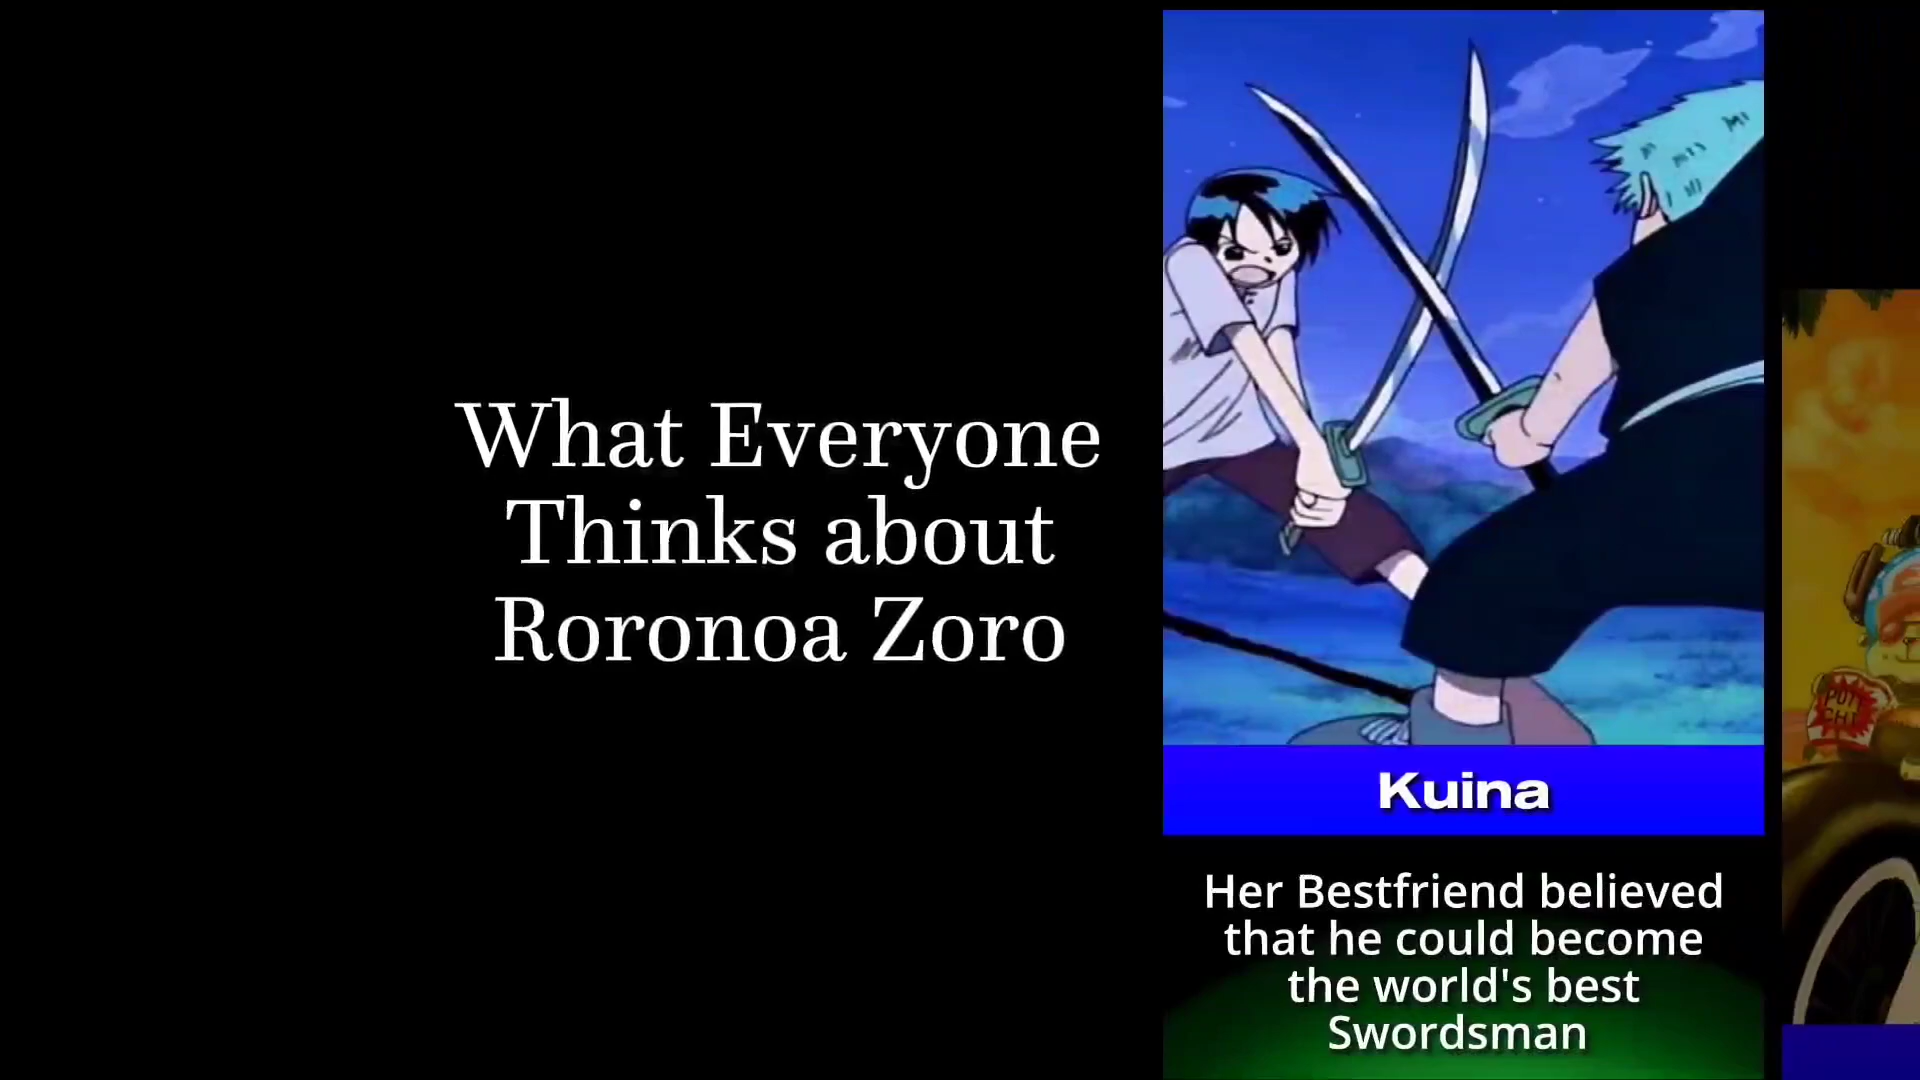 What Everyone
Thinks about
Roronoa Zoro
Kuina
Her Bestfriend believed
that he could become
the world's best
Swordsman